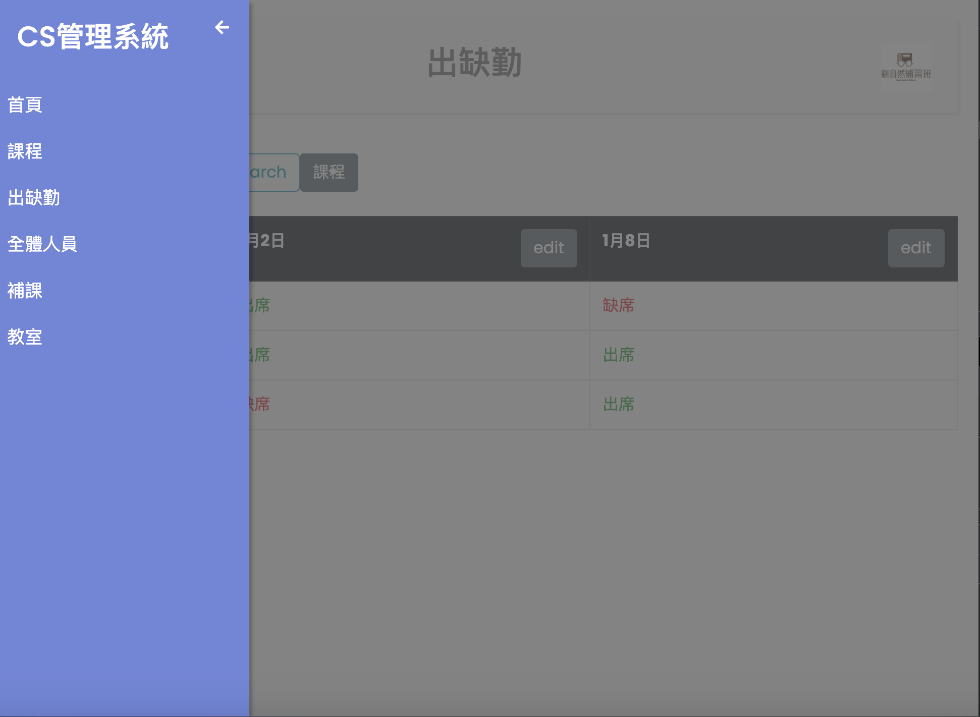 CS管理系統
首頁
課程
出缺勤
全體人員
補課
教室
出缺勤
arch 課程
月2日 edit 1月8日 edit
出席 缺席
出席 出席
缺席 出席